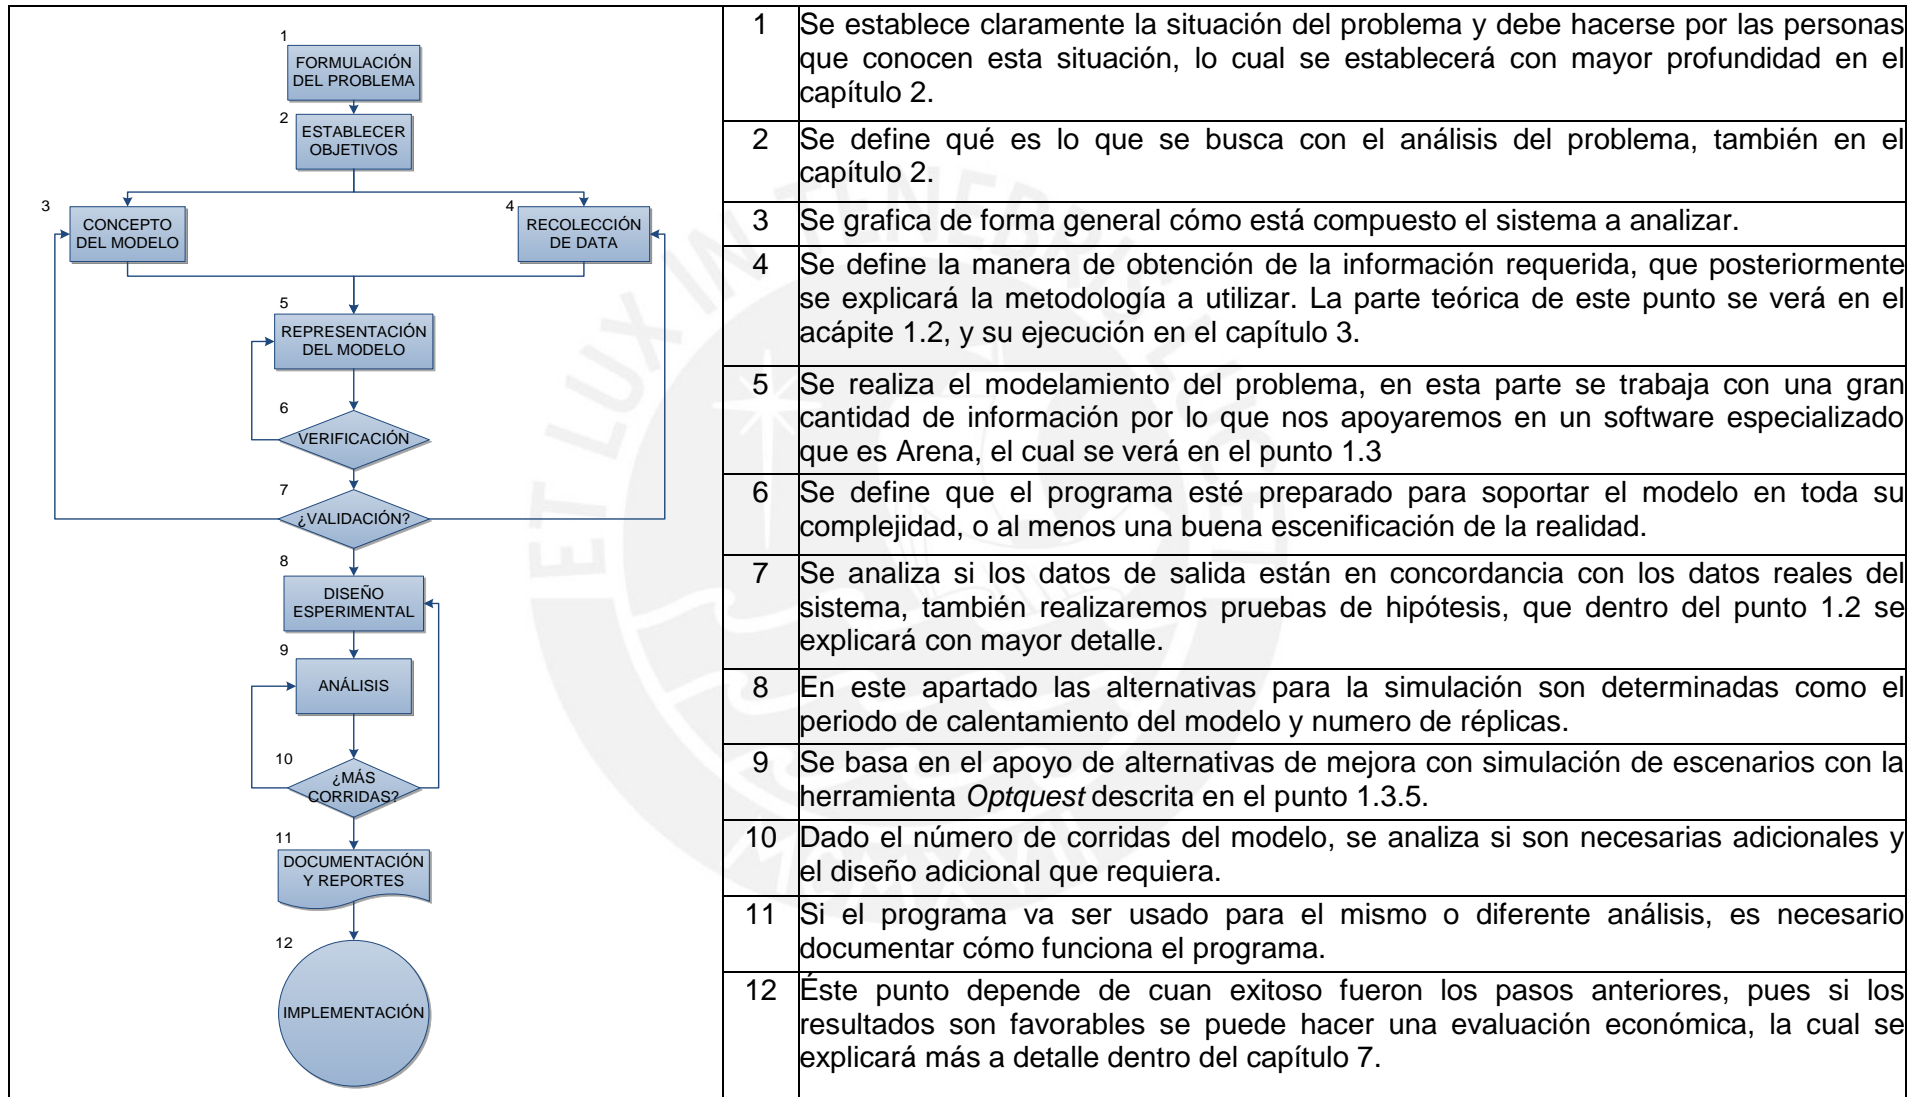 1
FORMULACIÓN
DEL PROBLEMA
2
ESTABLECER
OBJETIVOS
3
CONCEPTO
DEL MODELO
4
RECOLECCIÓN
DE DATA
5
REPRESENTACIÓN
DEL MODELO
6
VERIFICACIÓN
7
¿VALIDACIÓN?
8
DISEÑO
ESPERIMENTAL
9
ANÁLISIS
10
¿MÁS
CORRIDAS?
11
DOCUMENTACIÓN
Y REPORTES
12
IMPLEMENTACIÓN
1 Se establece claramente la situación del problema y debe hacerse por las personas
que conocen esta situación, lo cual se establecerá con mayor profundidad en el
capítulo 2.
2 Se define qué es lo que se busca con el análisis del problema, también en el
capítulo 2.
3 Se grafica de forma general cómo está compuesto el sistema a analizar.
4 Se define la manera de obtención de la información requerida, que posteriormente
se explicará la metodología a utilizar. La parte teórica de este punto se verá en el
acápite 1.2, y su ejecución en el capítulo 3.
5 Se realiza el modelamiento del problema, en esta parte se trabaja con una gran
cantidad de información por lo que nos apoyaremos en un software especializado
que es Arena, el cual se verá en el punto 1.3
6 Se define que el programa esté preparado para soportar el modelo en toda su
complejidad, o al menos una buena escenificación de la realidad.
7 Se analiza si los datos de salida están en concordancia con los datos reales del
sistema, también realizaremos pruebas de hipótesis, que dentro del punto 1.2 se
explicará con mayor detalle.
8 En este apartado las alternativas para la simulación son determinadas como el
periodo de calentamiento del modelo y numero de réplicas.
9 Se basa en el apoyo de alternativas de mejora con simulación de escenarios con la
herramienta Optquest descrita en el punto 1.3.5.
10 Dado el número de corridas del modelo, se analiza si son necesarias adicionales y
el diseño adicional que requiera.
11 Si el programa va ser usado para el mismo o diferente análisis, es necesario
documentar cómo funciona el programa.
12 Éste punto depende de cuan exitoso fueron los pasos anteriores, pues si los
resultados son favorables se puede hacer una evaluación económica, la cual se
explicará más a detalle dentro del capítulo 7.
ET LUX IN TENEBRIS LUCET
MCMXVII